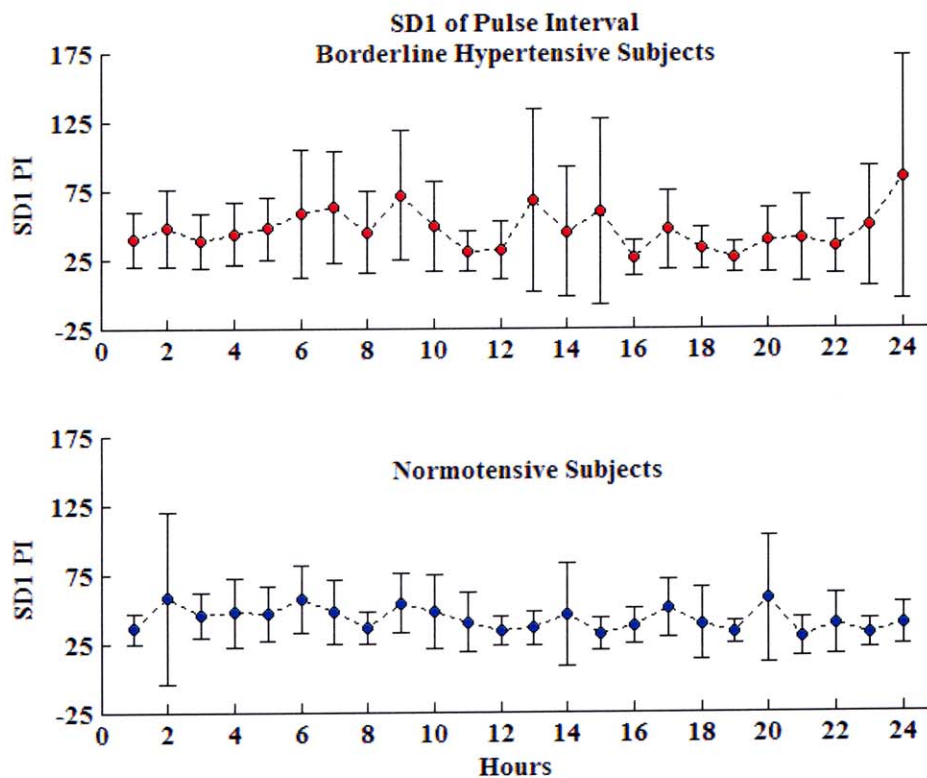 SD1 of Pulse Interval
Borderline Hypertensive Subjects
175
125
75
25
-25
SD1 PI
0 2 4 6 8 10 12 14 16 18 20 22 24
Normotensive Subjects
175
125
75
25
-25
SD1 PI
0 2 4 6 8 10 12 14 16 18 20 22 24
Hours